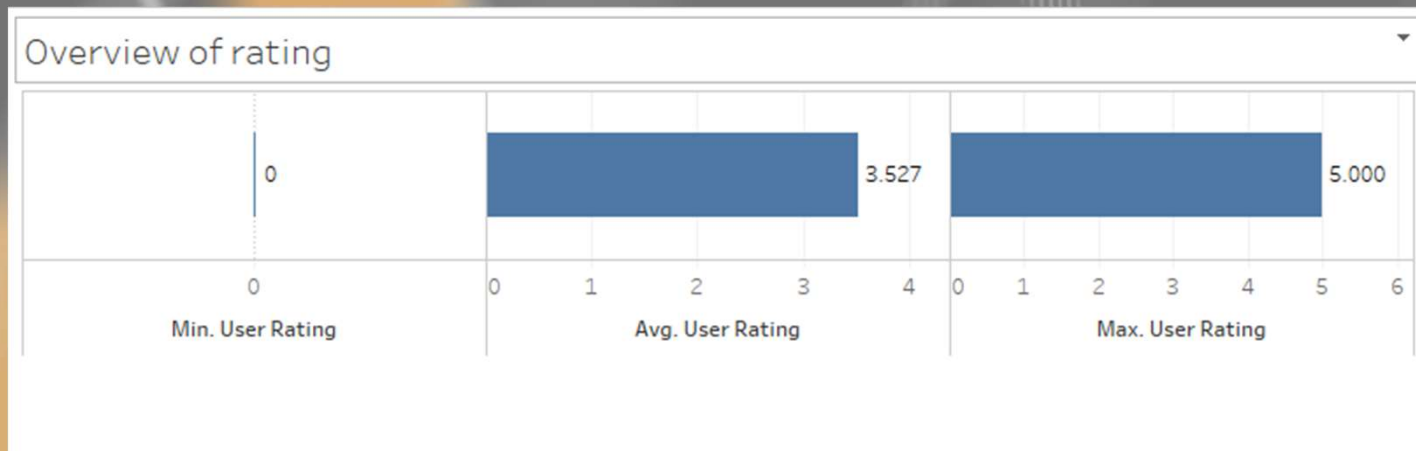 Overview of rating
0 3.527 5.000
0 0 1 2 3 4 0 1 2 3 4 5 6
Min. User Rating Avg. User Rating Max. User Rating